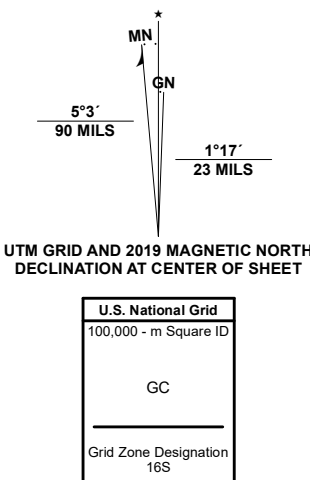 ★
MN
GN
5°3´
90 MILS
1°17´
23 MILS
UTM GRID AND 2019 MAGNETIC NORTH
DECLINATION AT CENTER OF SHEET
U.S. National Grid
100,000 - m Square ID
GC
Grid Zone Designation
16S